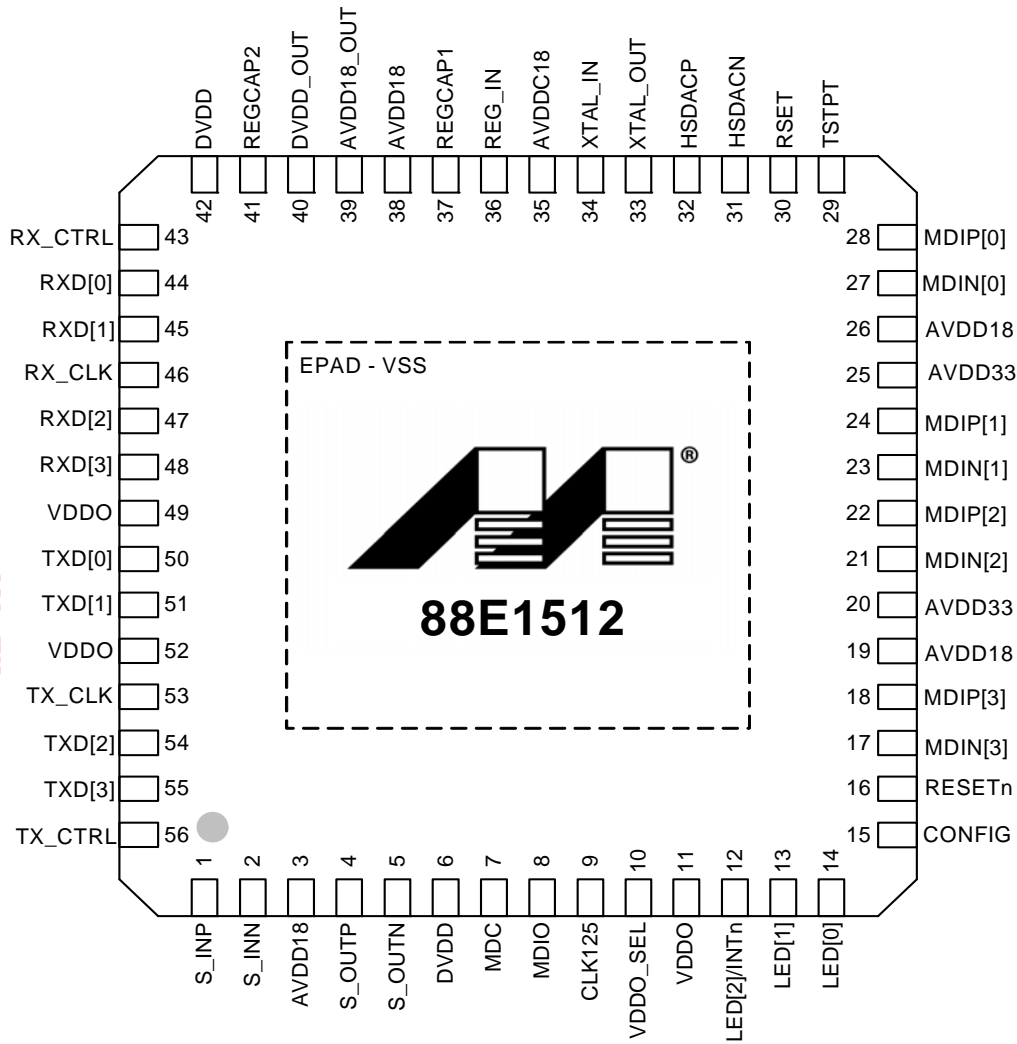 DVDD
REGCAP2
DVDD_OUT
AVDD18_OUT
AVDD18
REGCAP1
REG_IN
AVDDC18
XTAL_IN
XTAL_OUT
HSDACP
HSDACN
RSET
TSTPT
42
41
40
39
38
37
36
35
34
33
32
31
30
29
RX_CTRL 43
RXD[0] 44
RXD[1] 45
RX_CLK 46
RXD[2] 47
RXD[3] 48
VDDO 49
TXD[0] 50
TXD[1] 51
VDDO 52
TX_CLK 53
TXD[2] 54
TXD[3] 55
TX_CTRL 56
EPAD - VSS
®
88E1512
28 MDIP[0]
27 MDIN[0]
26 AVDD18
25 AVDD33
24 MDIP[1]
23 MDIN[1]
22 MDIP[2]
21 MDIN[2]
20 AVDD33
19 AVDD18
18 MDIP[3]
17 MDIN[3]
16 RESETn
15 CONFIG
1
2
3
4
5
6
7
8
9
10
11
12
13
14
S_INP
S_INN
AVDD18
S_OUTP
S_OUTN
DVDD
MDC
MDIO
CLK125
VDDO_SEL
VDDO
LED[2]/INTn
LED[1]
LED[0]